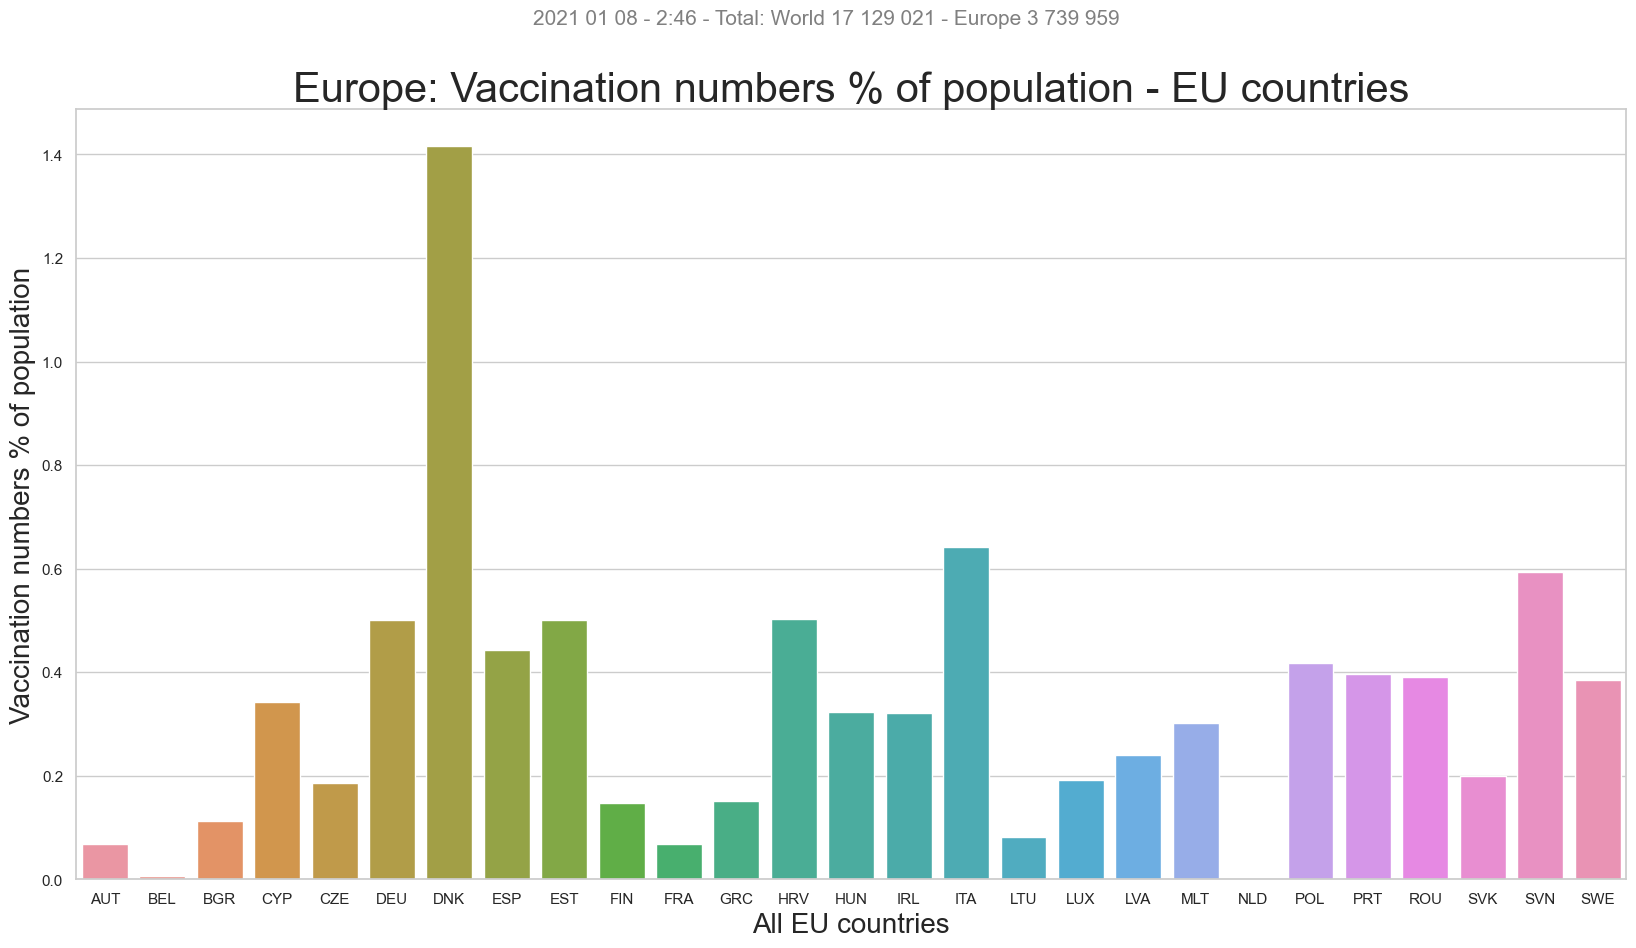 2021 01 08 - 2:46 - Total: World 17 129 021 - Europe 3 739 959
Europe: Vaccination numbers % of population - EU countries
Vaccination numbers % of population
1.4
1.2
1.0
0.8
0.6
0.4
0.2
0.0
AUT BEL BGR CYP CZE DEU DNK ESP EST FIN FRA GRC HRV HUN IRL ITA LTU LUX LVA MLT NLD POL PRT ROU SVK SVN SWE
All EU countries